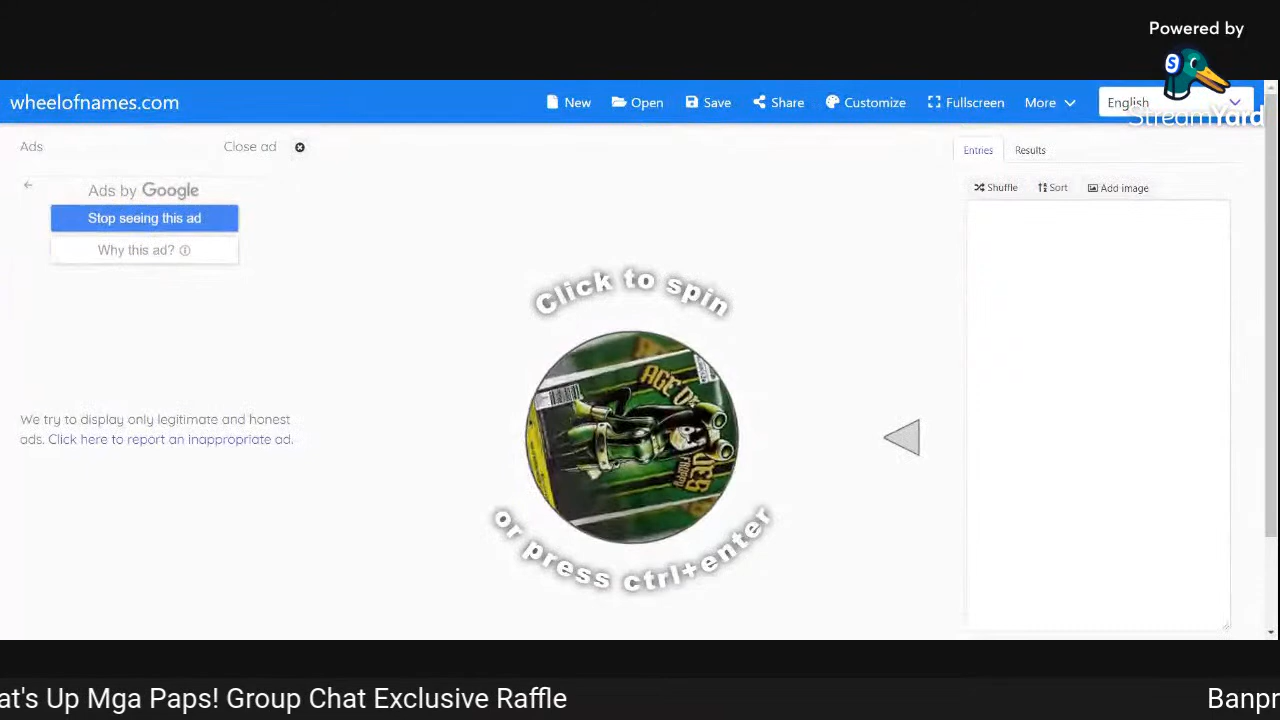 Powered by
StreamYard
wheelofnames.com
New
Open
Save
Share
Customize
Fullscreen
More
English
Ads
Close ad
Ads by Google
Stop seeing this ad
Why this ad?
We try to display only legitimate and honest
ads. Click here to report an inappropriate ad.
Click to spin
AGE
FROPPY
or press ctrl+enter
Entries
Results
Shuffle
Sort
Add image
at's Up Mga Paps! Group Chat Exclusive Raffle
Banpr